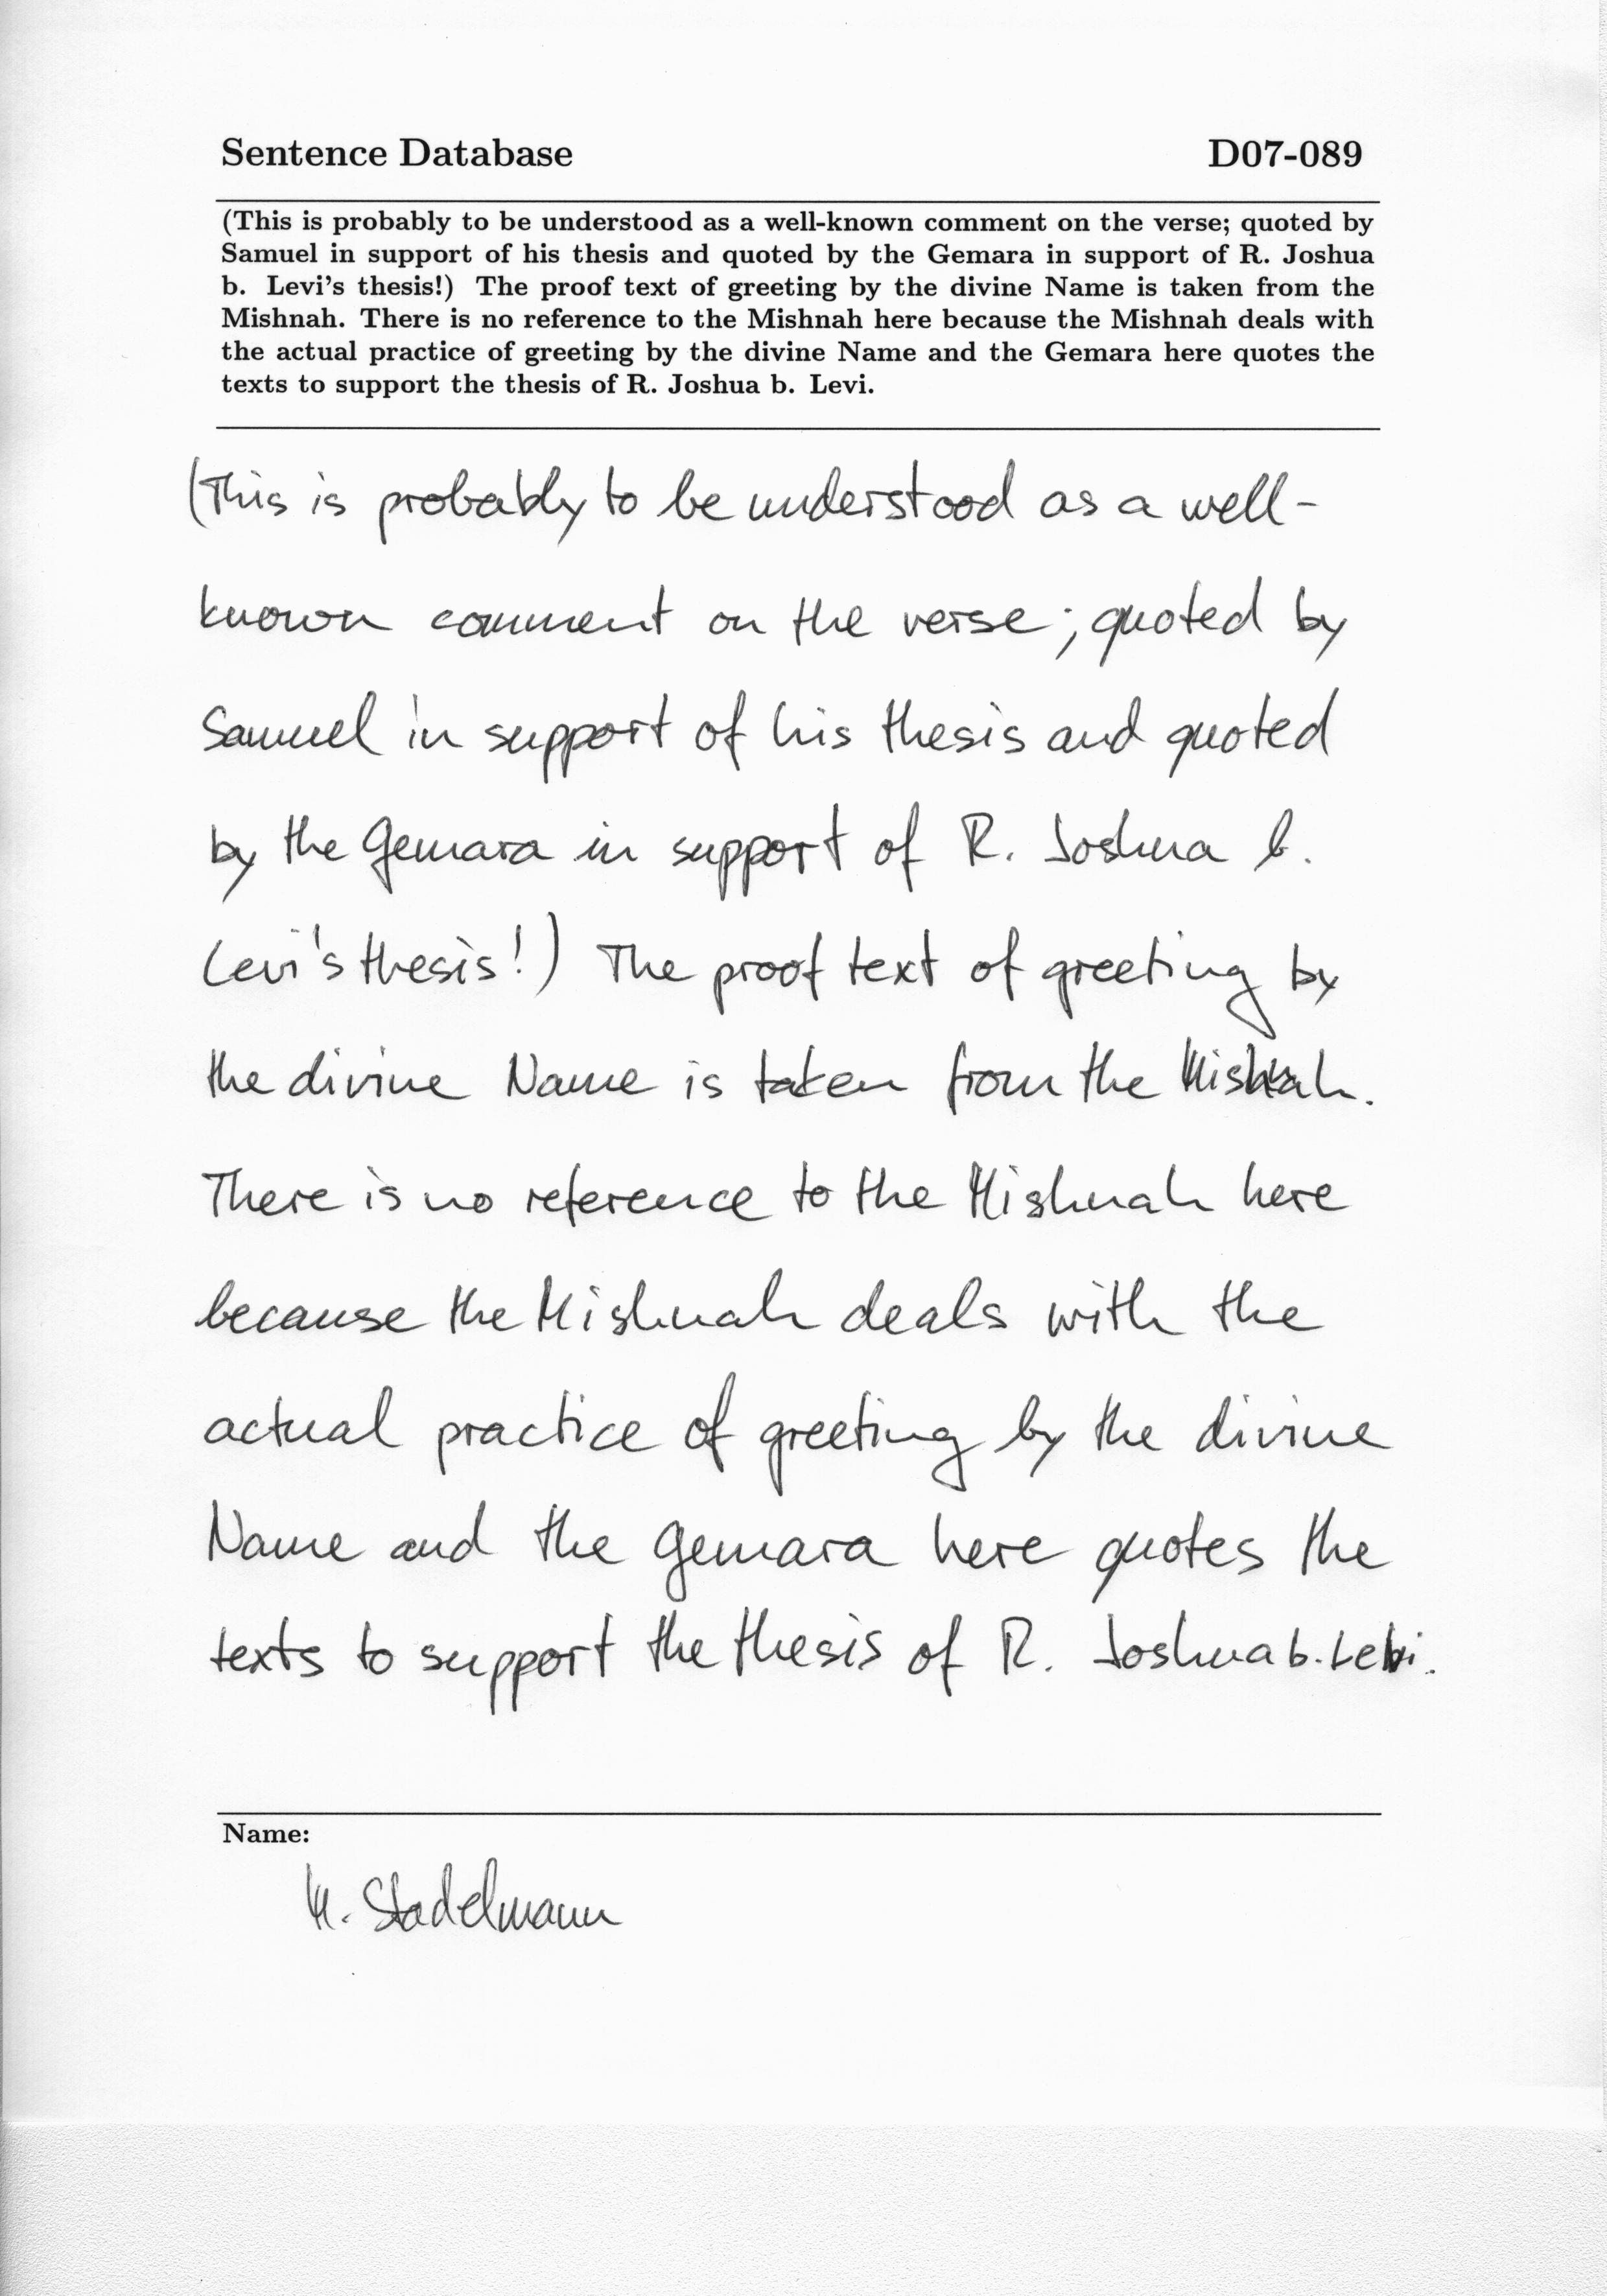 Sentence Database D07-089
(This is probably to be understood as a well-known comment on the verse; quoted by
Samuel in support of his thesis and quoted by the Gemara in support of R. Joshua
b. Levi's thesis!) The proof text of greeting by the divine Name is taken from the
Mishnah. There is no reference to the Mishnah here because the Mishnah deals with
the actual practice of greeting by the divine Name and the Gemara here quotes the
texts to support the thesis of R. Joshua b. Levi.
(This is probably to be understood as a well-
known comment on the verse; quoted by
Samuel in support of his thesis and quoted
by the Gemara in support of R. Joshua b.
Levi's thesis!) The proof text of greeting by
the divine Name is taken from the Mishnah.
There is no reference to the Mishnah here
because the Mishnah deals with the
actual practice of greeting by the divine
Name and the Gemara here quotes the
texts to support the thesis of R. Joshua b. Levi.
Name:
M. Stadelmann